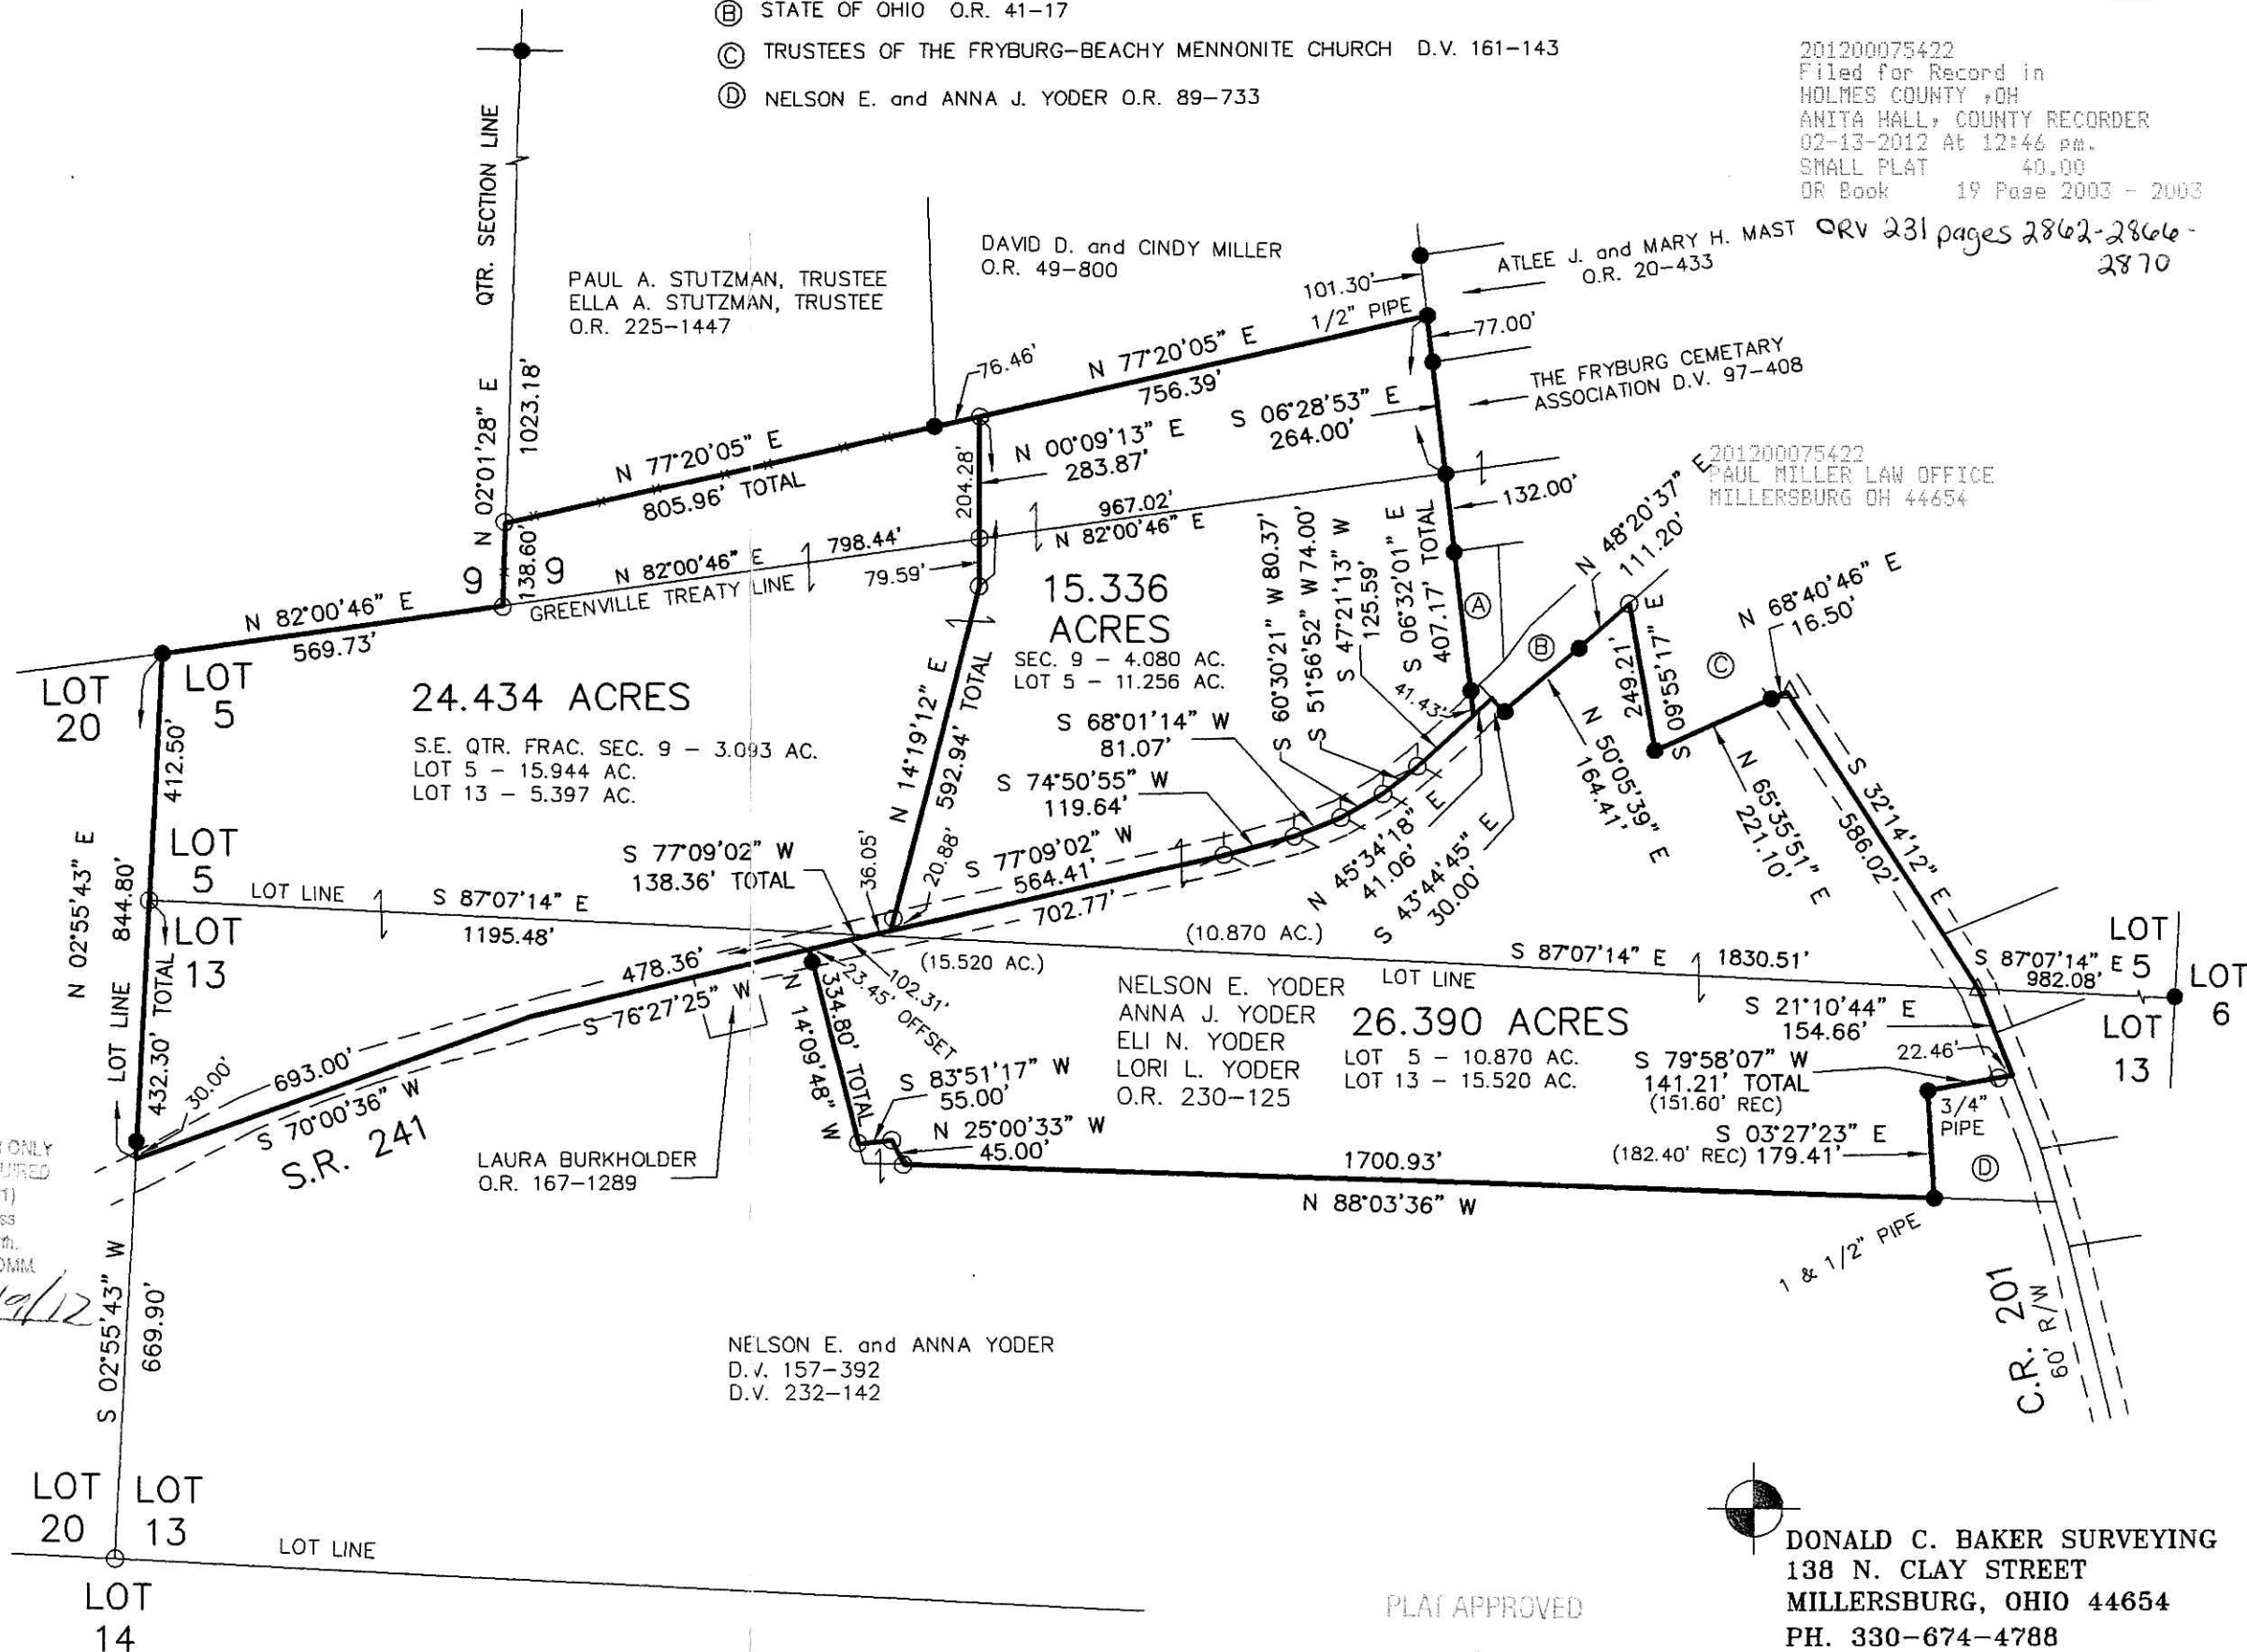 Ⓑ STATE OF OHIO O.R. 41-17
Ⓒ TRUSTEES OF THE FRYBURG-BEACHY MENNONITE CHURCH D.V. 161-143
Ⓓ NELSON E. and ANNA J. YODER O.R. 89-733
201200075422
Filed for Record in
HOLMES COUNTY ,OH
ANITA HALL, COUNTY RECORDER
02-13-2012 At 12:46 pm.
SMALL PLAT 40.00
OR Book 19 Page 2003 - 2003
ORV 231 pages 2862-2866-
2870
QTR. SECTION LINE
N 02°01'28" E
1023.18'
PAUL A. STUTZMAN, TRUSTEE
ELLA A. STUTZMAN, TRUSTEE
O.R. 225-1447
DAVID D. and CINDY MILLER
O.R. 49-800
ATLEE J. and MARY H. MAST
O.R. 20-433
101.30'
1/2" PIPE
77.00'
THE FRYBURG CEMETARY
ASSOCIATION D.V. 97-408
76.46'
N 77°20'05" E
756.39'
S 06°28'53" E
264.00'
N 00°09'13" E
283.87'
204.28'
N 77°20'05" E
805.96' TOTAL
138.60'
9
9
967.02'
N 82°00'46" E
132.00'
201200075422
PAUL MILLER LAW OFFICE
MILLERSBURG OH 44654
798.44'
N 82°00'46" E
GREENVILLE TREATY LINE
79.59'
N 82°00'46" E
569.73'
LOT
20
LOT
5
24.434 ACRES
S.E. QTR. FRAC. SEC. 9 - 3.093 AC.
LOT 5 - 15.944 AC.
LOT 13 - 5.397 AC.
15.336
ACRES
SEC. 9 - 4.080 AC.
LOT 5 - 11.256 AC.
N 14°19'12" E
592.94' TOTAL
S 60°30'21" W 80.37'
S 51°56'52" W 74.00'
S 47°21'13" W
125.59'
S 06°32'01" E
407.17' TOTAL
41.43'
Ⓐ
Ⓑ
Ⓒ
N 48°20'37" E
111.20'
N 68°40'46" E
16.50'
249.21'
S 09°55'17" E
N 50°05'39" E
164.41'
N 65°35'51" E
221.10'
S 32°14'12" E
586.02'
S 68°01'14" W
81.07'
S 74°50'55" W
119.64'
N 45°34'18" E
41.06'
S 43°44'45" E
30.00'
412.50'
N 02°55'43" E
844.80'
LOT LINE
432.30' TOTAL
LOT
5
LOT
13
LOT LINE
S 87°07'14" E
1195.48'
S 77°09'02" W
138.36' TOTAL
36.05'
20.88'
S 77°09'02" W
564.41'
702.77'
(10.870 AC.)
(15.520 AC.)
S 87°07'14" E 1830.51'
LOT LINE
S 87°07'14" E
982.08'
LOT
5
LOT
6
LOT
13
478.36'
S 76°27'25" W
102.31'
23.45' OFFSET
334.80' TOTAL
N 14°09'48" W
NELSON E. YODER
ANNA J. YODER
ELI N. YODER
LORI L. YODER
O.R. 230-125
26.390 ACRES
LOT 5 - 10.870 AC.
LOT 13 - 15.520 AC.
S 21°10'44" E
154.66'
S 79°58'07" W
141.21' TOTAL
(151.60' REC)
22.46'
3/4"
PIPE
S 03°27'23" E
(182.40' REC) 179.41'
Ⓓ
S 83°51'17" W
55.00'
N 25°00'33" W
45.00'
1700.93'
N 88°03'36" W
1 & 1/2" PIPE
693.00'
30.00'
S 70°00'36" W
S.R. 241
LAURA BURKHOLDER
O.R. 167-1289
ONLY
S 02°55'43" W
669.90'
C.R. 201
60' R/W
NELSON E. and ANNA YODER
D.V. 157-392
D.V. 232-142
LOT
20
LOT
13
LOT LINE
LOT
14
PLAT APPROVED
DONALD C. BAKER SURVEYING
138 N. CLAY STREET
MILLERSBURG, OHIO 44654
PH. 330-674-4788